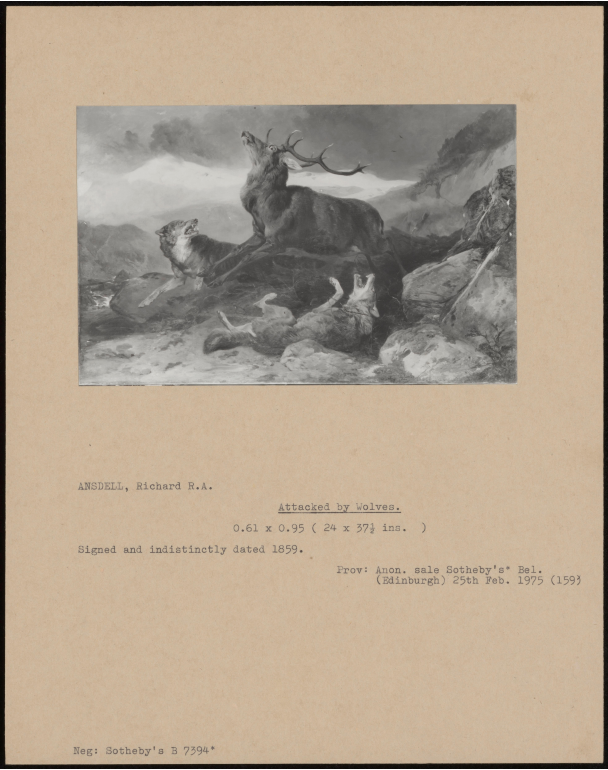 ANSDELL, Richard R.A.
Attacked by Wolves.
0.61 x 0.95 ( 24 x 37½ ins. )
Signed and indistinctly dated 1859.
Prov: Anon. sale Sotheby's* Bel.
(Edinburgh) 25th Feb. 1975 (1593
Neg: Sotheby's B 7394*